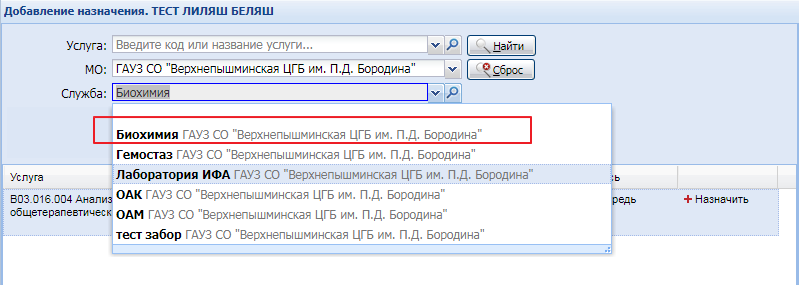 Добавление назначения. ТЕСТ ЛИЛЯШ БЕЛЯШ
Услуга: Введите код или название услуги... Найти
МО: ГАУЗ СО "Верхнепышминская ЦГБ им. П.Д. Бородина" Сброс
Служба: Биохимия
Биохимия ГАУЗ СО "Верхнепышминская ЦГБ им. П.Д. Бородина"
Гемостаз ГАУЗ СО "Верхнепышминская ЦГБ им. П.Д. Бородина"
Лаборатория ИФА ГАУЗ СО "Верхнепышминская ЦГБ им. П.Д. Бородина"
ОАК ГАУЗ СО "Верхнепышминская ЦГБ им. П.Д. Бородина"
ОАМ ГАУЗ СО "Верхнепышминская ЦГБ им. П.Д. Бородина"
тест забор ГАУЗ СО "Верхнепышминская ЦГБ им. П.Д. Бородина"
Услуга сь
B03.016.004 Анализ редь Назначить
общетерапевтическ